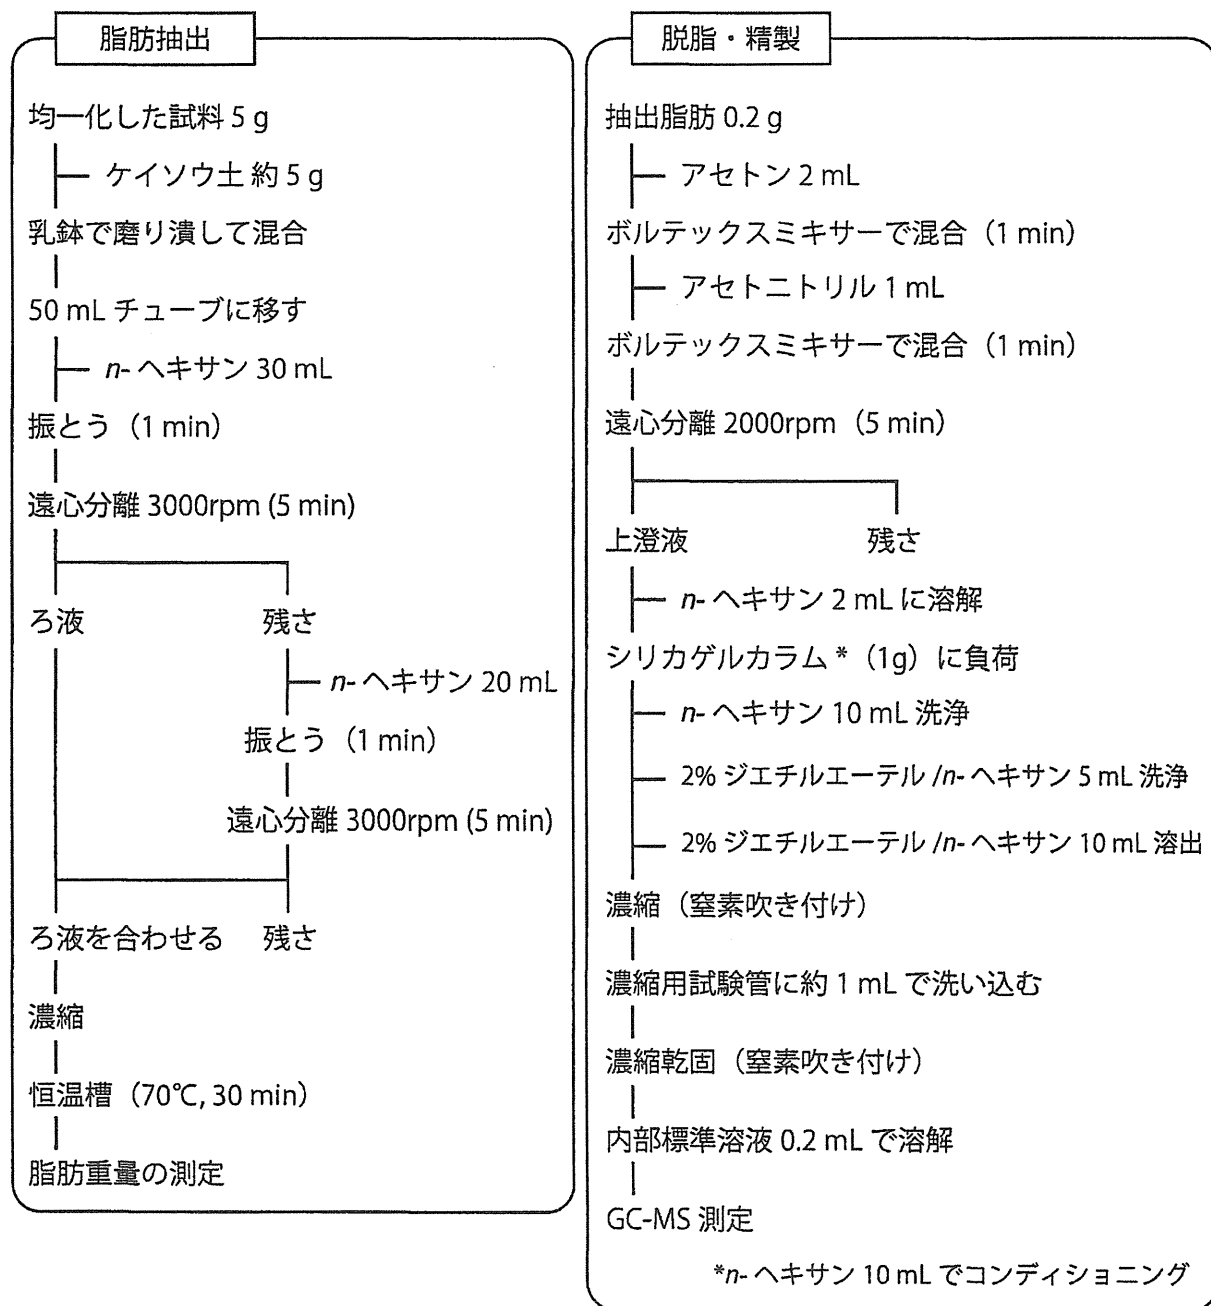 脂肪抽出
均一化した試料 5 g
ケイソウ土 約 5 g
乳鉢で磨り潰して混合
50 mL チューブに移す
n- ヘキサン 30 mL
振とう（1 min）
遠心分離 3000rpm (5 min)
ろ液
残さ
n- ヘキサン 20 mL
振とう（1 min）
遠心分離 3000rpm (5 min)
ろ液を合わせる
残さ
濃縮
恒温槽（70℃, 30 min）
脂肪重量の測定
脱脂・精製
抽出脂肪 0.2 g
アセトン 2 mL
ボルテックスミキサーで混合（1 min）
アセトニトリル 1 mL
ボルテックスミキサーで混合（1 min）
遠心分離 2000rpm（5 min）
上澄液
残さ
n- ヘキサン 2 mL に溶解
シリカゲルカラム *（1g）に負荷
n- ヘキサン 10 mL 洗浄
2% ジエチルエーテル /n- ヘキサン 5 mL 洗浄
2% ジエチルエーテル /n- ヘキサン 10 mL 溶出
濃縮（窒素吹き付け）
濃縮用試験管に約 1 mL で洗い込む
濃縮乾固（窒素吹き付け）
内部標準溶液 0.2 mL で溶解
GC-MS 測定
*n- ヘキサン 10 mL でコンディショニング